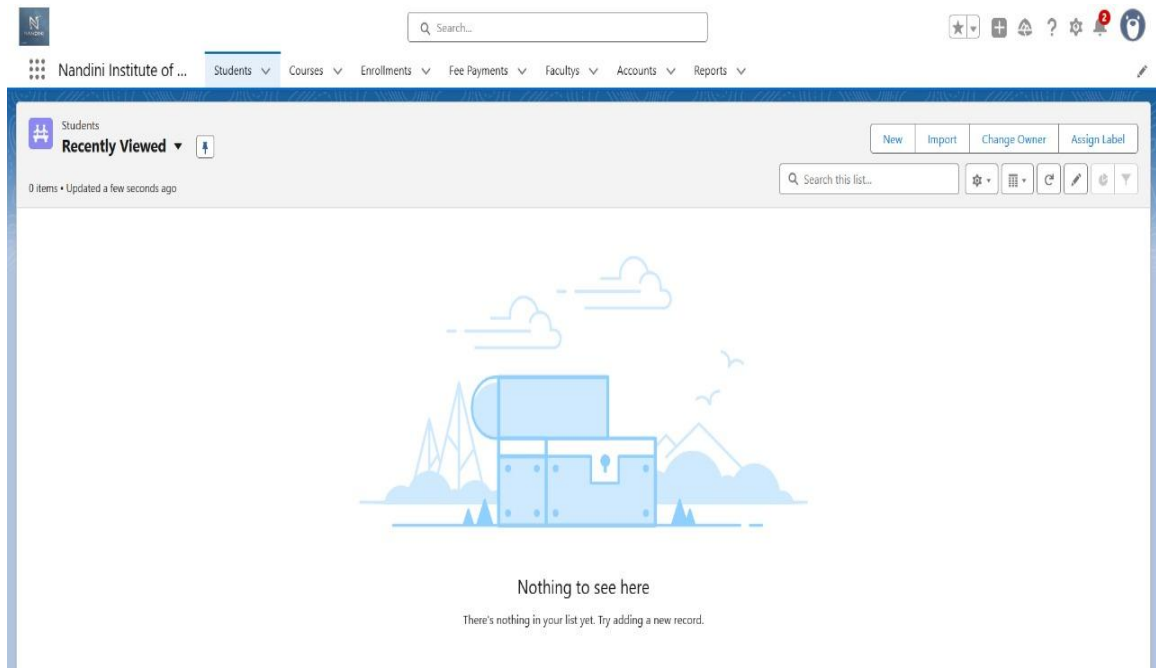 N
NANDINI
Search...
2
Nandini Institute of ...
Students
Courses
Enrollments
Fee Payments
Facultys
Accounts
Reports
Students
Recently Viewed
New
Import
Change Owner
Assign Label
0 items • Updated a few seconds ago
Search this list...
Nothing to see here
There's nothing in your list yet. Try adding a new record.